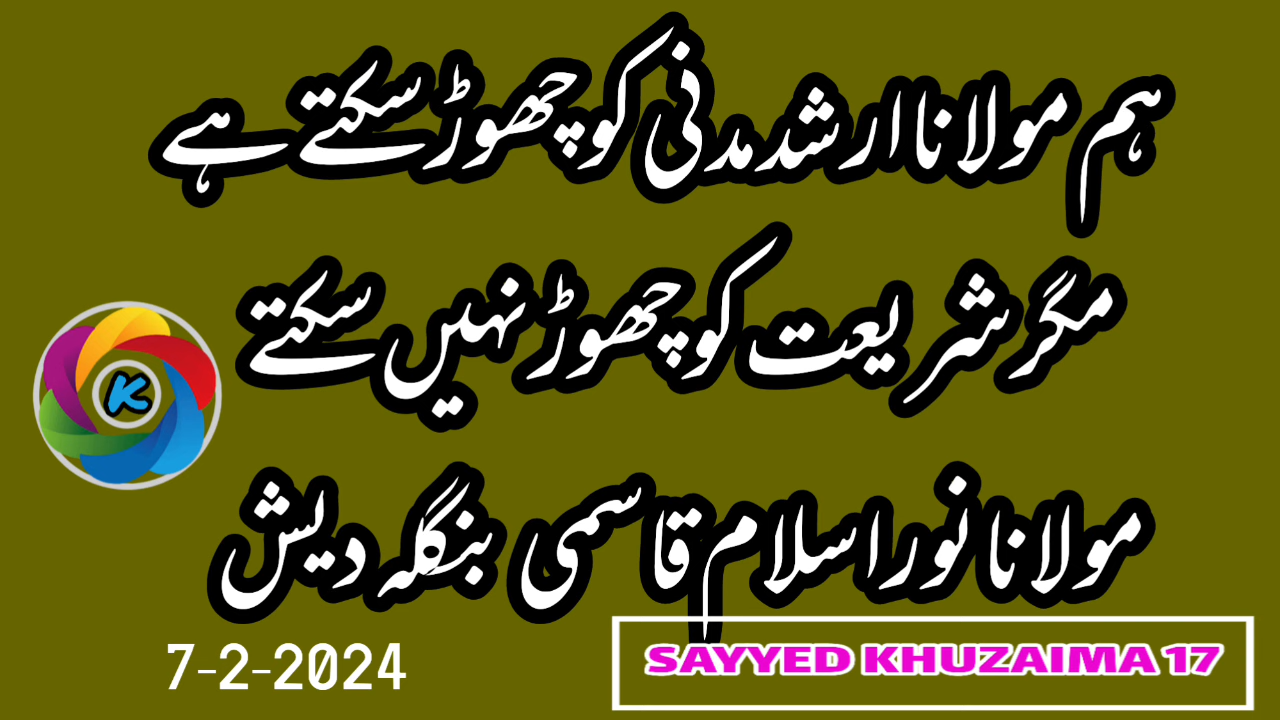 ہم مولانا ارشد مدنی کو چھوڑ سکتے ہے
مگر شریعت کو چھوڑ نہیں سکتے
K
مولانا نور اسلام قاسمی بنگلہ دیش
7-2-2024
SAYYED KHUZAIMA 17